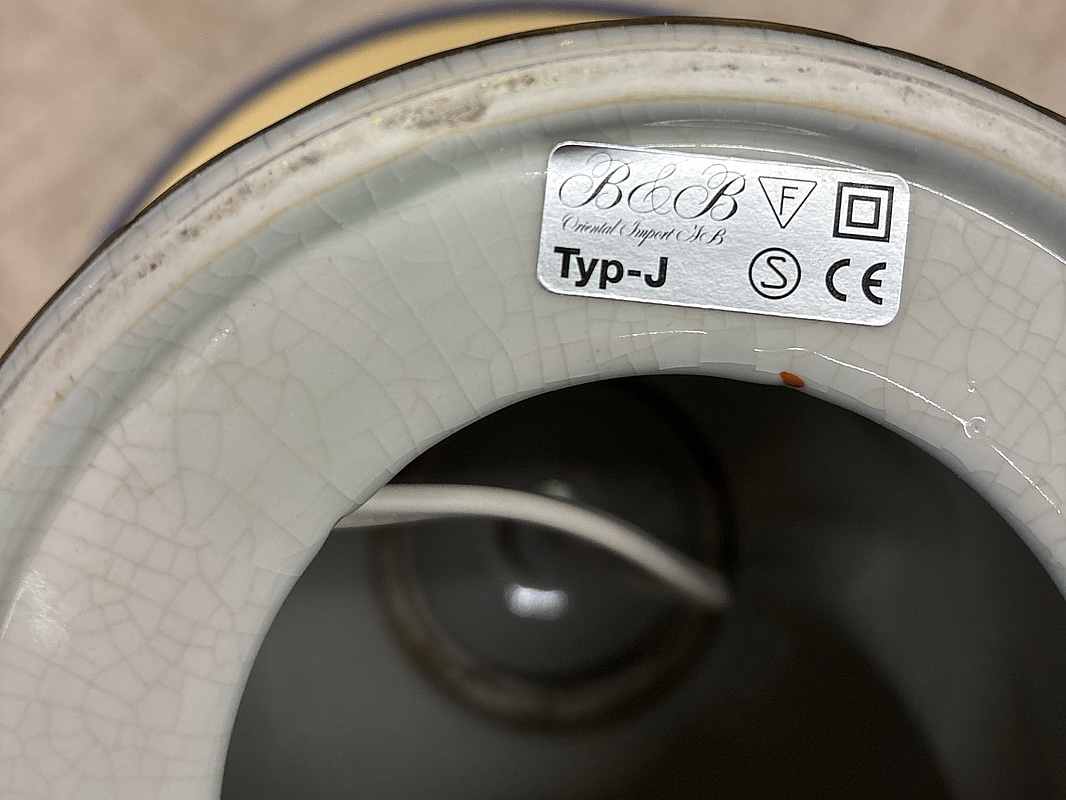 B&B F
Oriental Import AB
Typ-J S CE